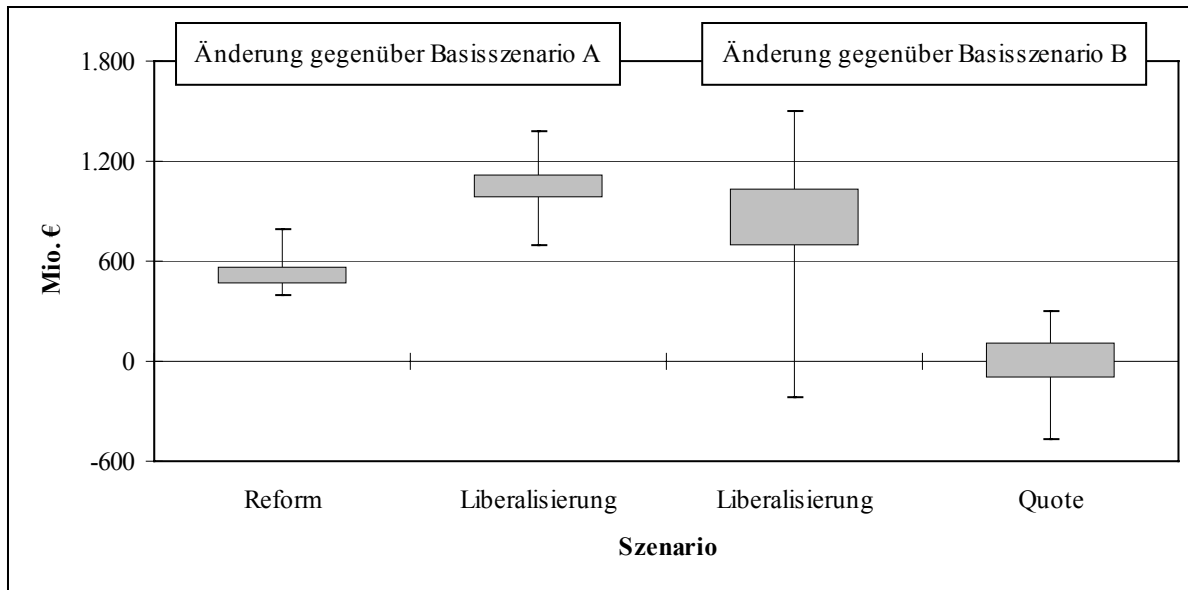 Änderung gegenüber Basisszenario A
Änderung gegenüber Basisszenario B
1.800
1.200
600
0
-600
Mio. €
Reform
Liberalisierung
Liberalisierung
Quote
Szenario